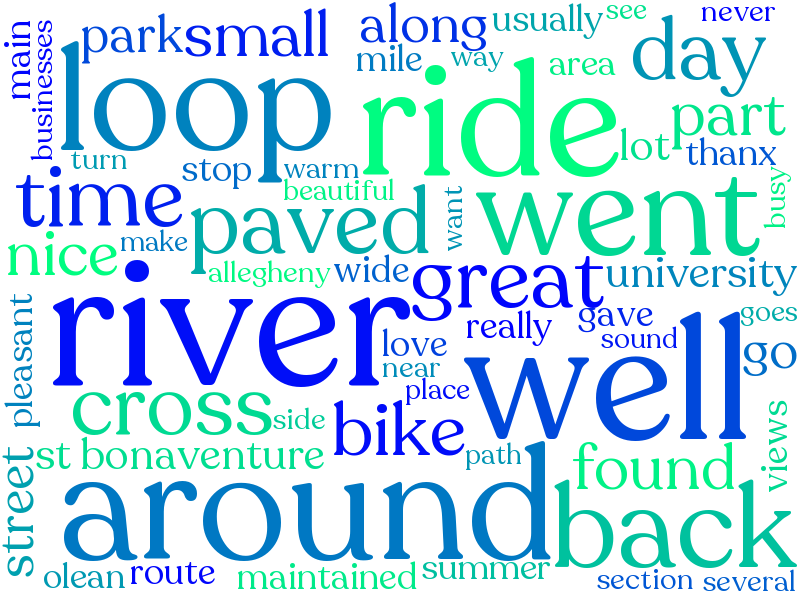 main
businesses
park
small
along
usually
see
never
mile
way
area
day
loop
ride
lot
part
thanx
turn
stop
warm
beautiful
time
paved
want
went
busy
nice
make
allegheny
wide
great
university
river
really
gave
sound
goes
pleasant
love
near
place
well
go
cross
side
bike
st bonaventure
path
found
views
street
around
back
olean
route
maintained
summer
section
several